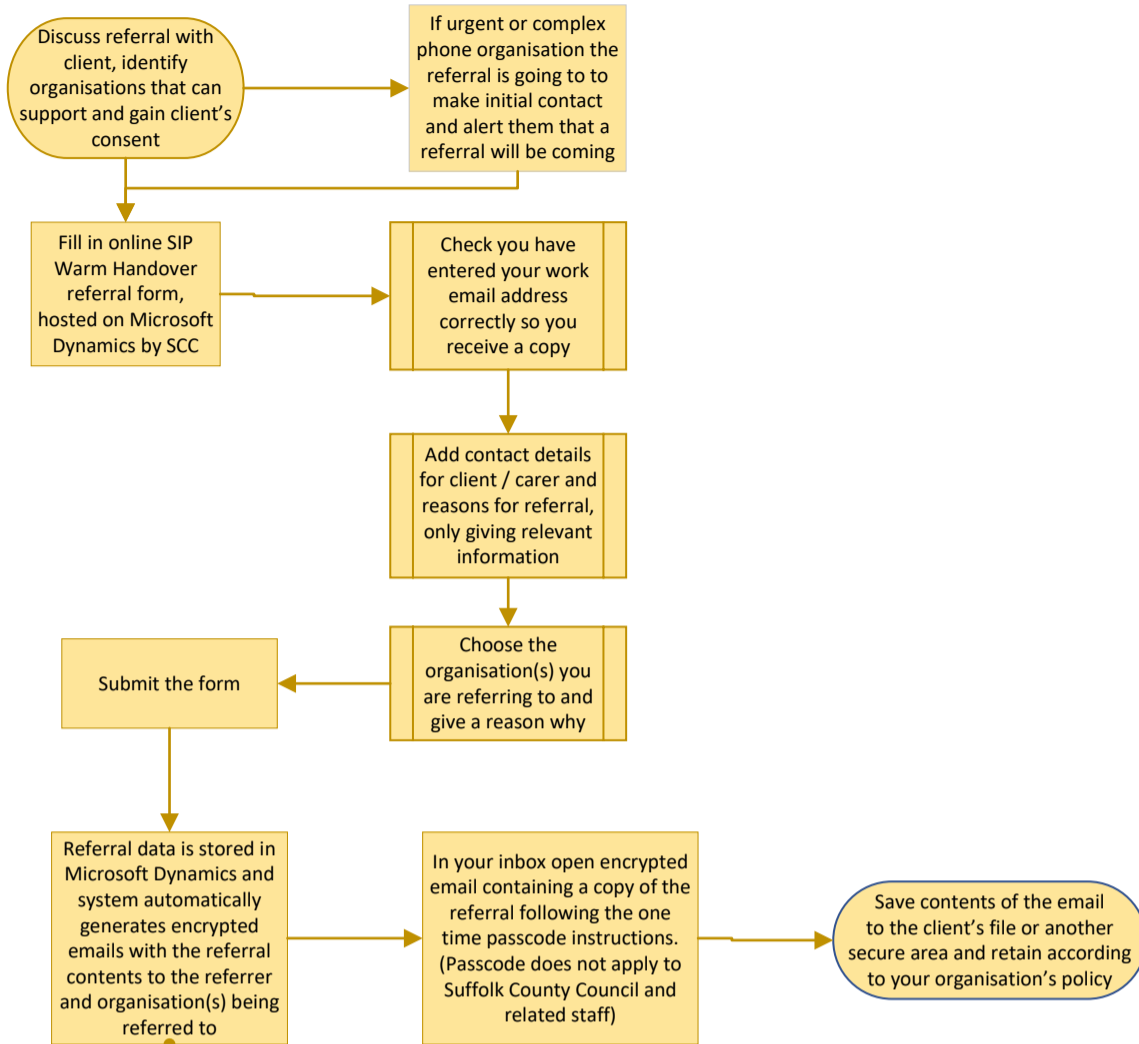 Discuss referral with
client, identify
organisations that can
support and gain client's
consent
If urgent or complex
phone organisation the
referral is going to to
make initial contact
and alert them that a
referral will be coming
Fill in online SIP
Warm Handover
referral form,
hosted on Microsoft
Dynamics by SCC
Check you have
entered your work
email address
correctly so you
receive a copy
Add contact details
for client / carer and
reasons for referral,
only giving relevant
information
Choose the
organisation(s) you
are referring to and
give a reason why
Submit the form
Referral data is stored in
Microsoft Dynamics and
system automatically
generates encrypted
emails with the referral
contents to the referrer
and organisation(s) being
referred to
In your inbox open encrypted
email containing a copy of the
referral following the one
time passcode instructions.
(Passcode does not apply to
Suffolk County Council and
related staff)
Save contents of the email
to the client's file or another
secure area and retain according
to your organisation's policy